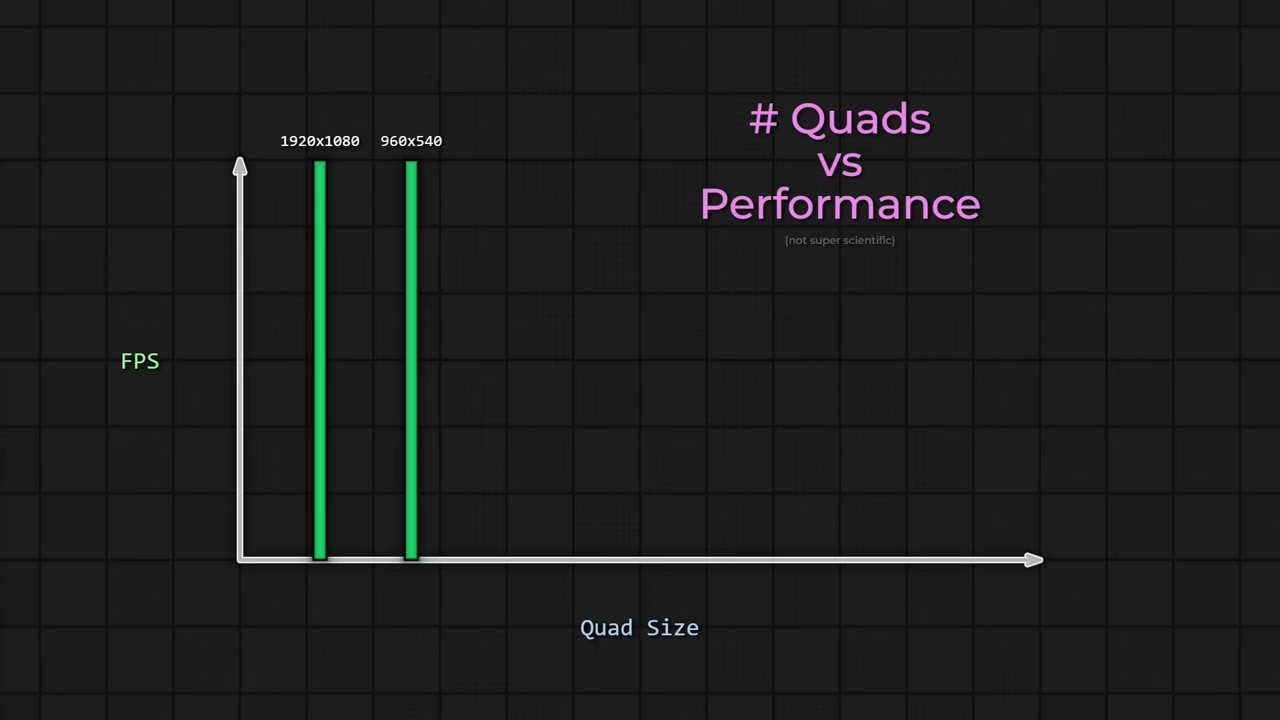 # Quads
vs
Performance
(not super scientific)
1920x1080
960x540
FPS
Quad Size